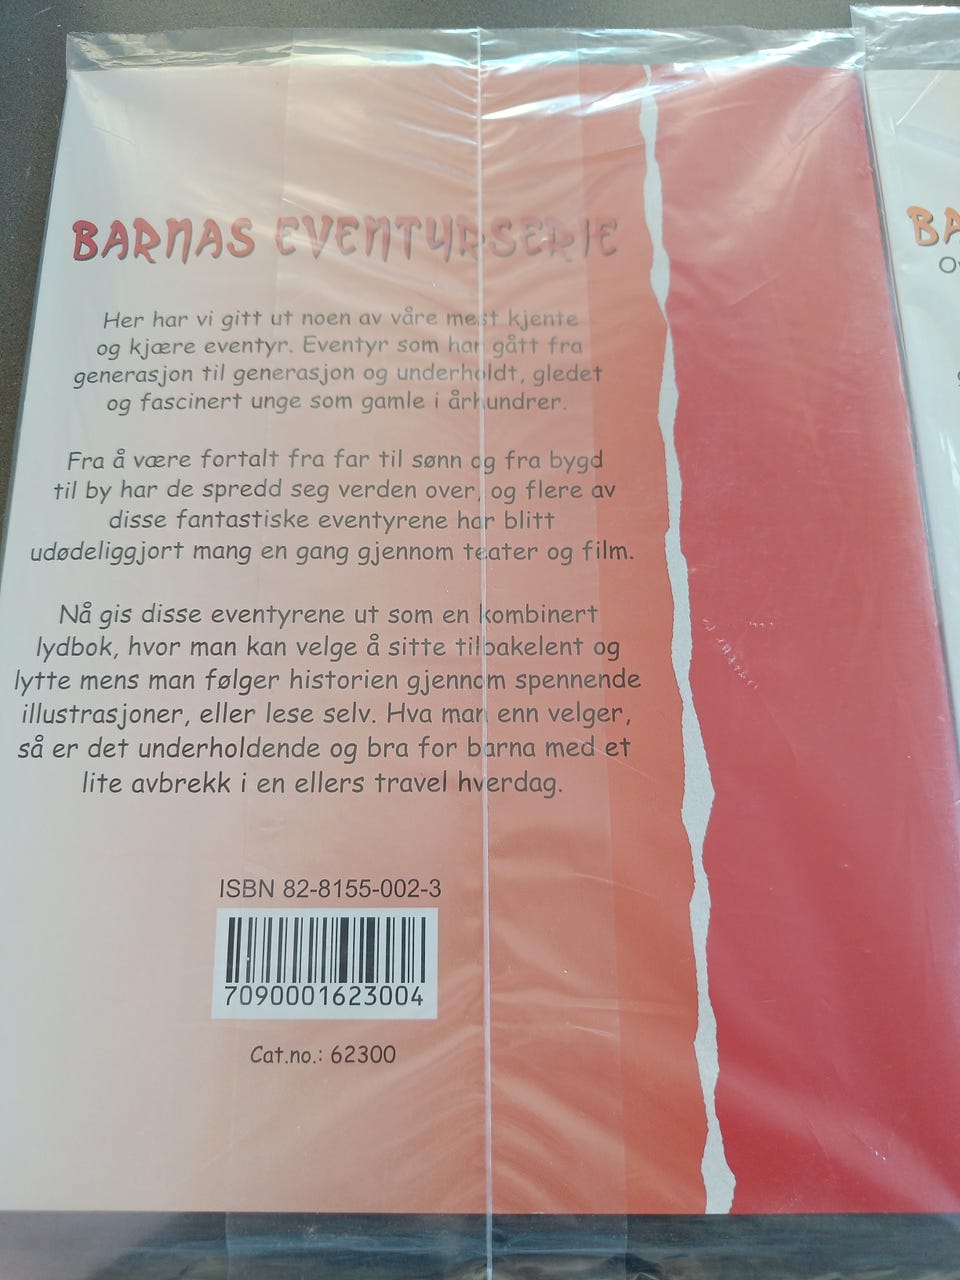 BARNAS EVENTYRSERIE
Her har vi gitt ut noen av våre mest kjente
og kjære eventyr. Eventyr som har gått fra
generasjon til generasjon og underholdt, gledet
og fascinert unge som gamle i århundrer.
Fra å være fortalt fra far til sønn og fra bygd
til by har de spredd seg verden over, og flere av
disse fantastiske eventyrene har blitt
udødeliggjort mang en gang gjennom teater og film.
Nå gis disse eventyrene ut som en kombinert
lydbok, hvor man kan velge å sitte tilbakelent og
lytte mens man følger historien gjennom spennende
illustrasjoner, eller lese selv. Hva man enn velger,
så er det underholdende og bra for barna med et
lite avbrekk i en ellers travel hverdag.
ISBN 82-8155-002-3
7090001623004
Cat.no.: 62300